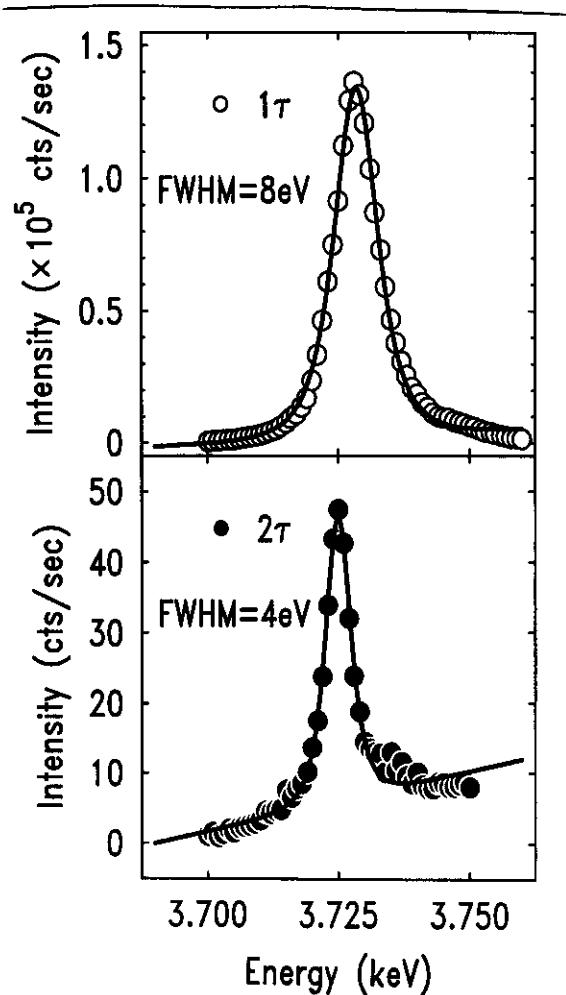 1.5
1τ
1.0
FWHM=8eV
0.5
0
Intensity (×10⁵ cts/sec)
50
2τ
40
FWHM=4eV
30
20
10
0
Intensity (cts/sec)
3.700 3.725 3.750
Energy (keV)